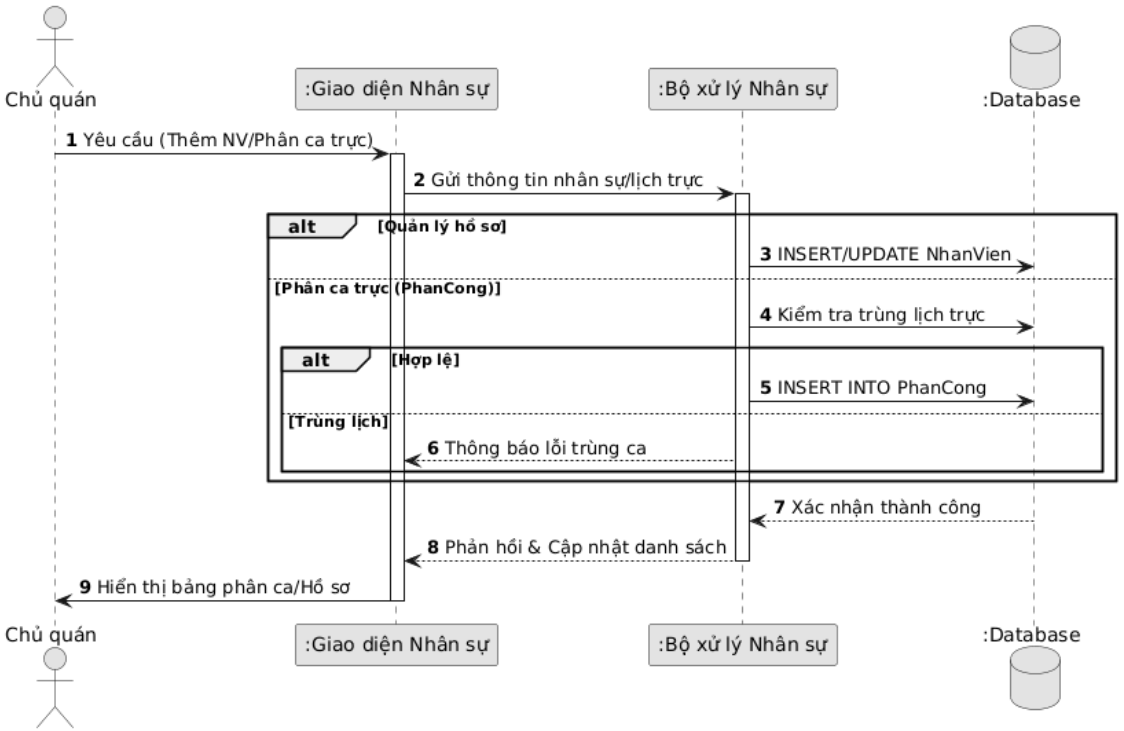 Chủ quán
:Giao diện Nhân sự
:Bộ xử lý Nhân sự
:Database
1 Yêu cầu (Thêm NV/Phân ca trực)
2 Gửi thông tin nhân sự/lịch trực
alt [Quản lý hồ sơ]
3 INSERT/UPDATE NhanVien
[Phân ca trực (PhanCong)]
4 Kiểm tra trùng lịch trực
alt [Hợp lệ]
5 INSERT INTO PhanCong
[Trùng lịch]
6 Thông báo lỗi trùng ca
7 Xác nhận thành công
8 Phản hồi & Cập nhật danh sách
9 Hiển thị bảng phân ca/Hồ sơ
Chủ quán
:Giao diện Nhân sự
:Bộ xử lý Nhân sự
:Database